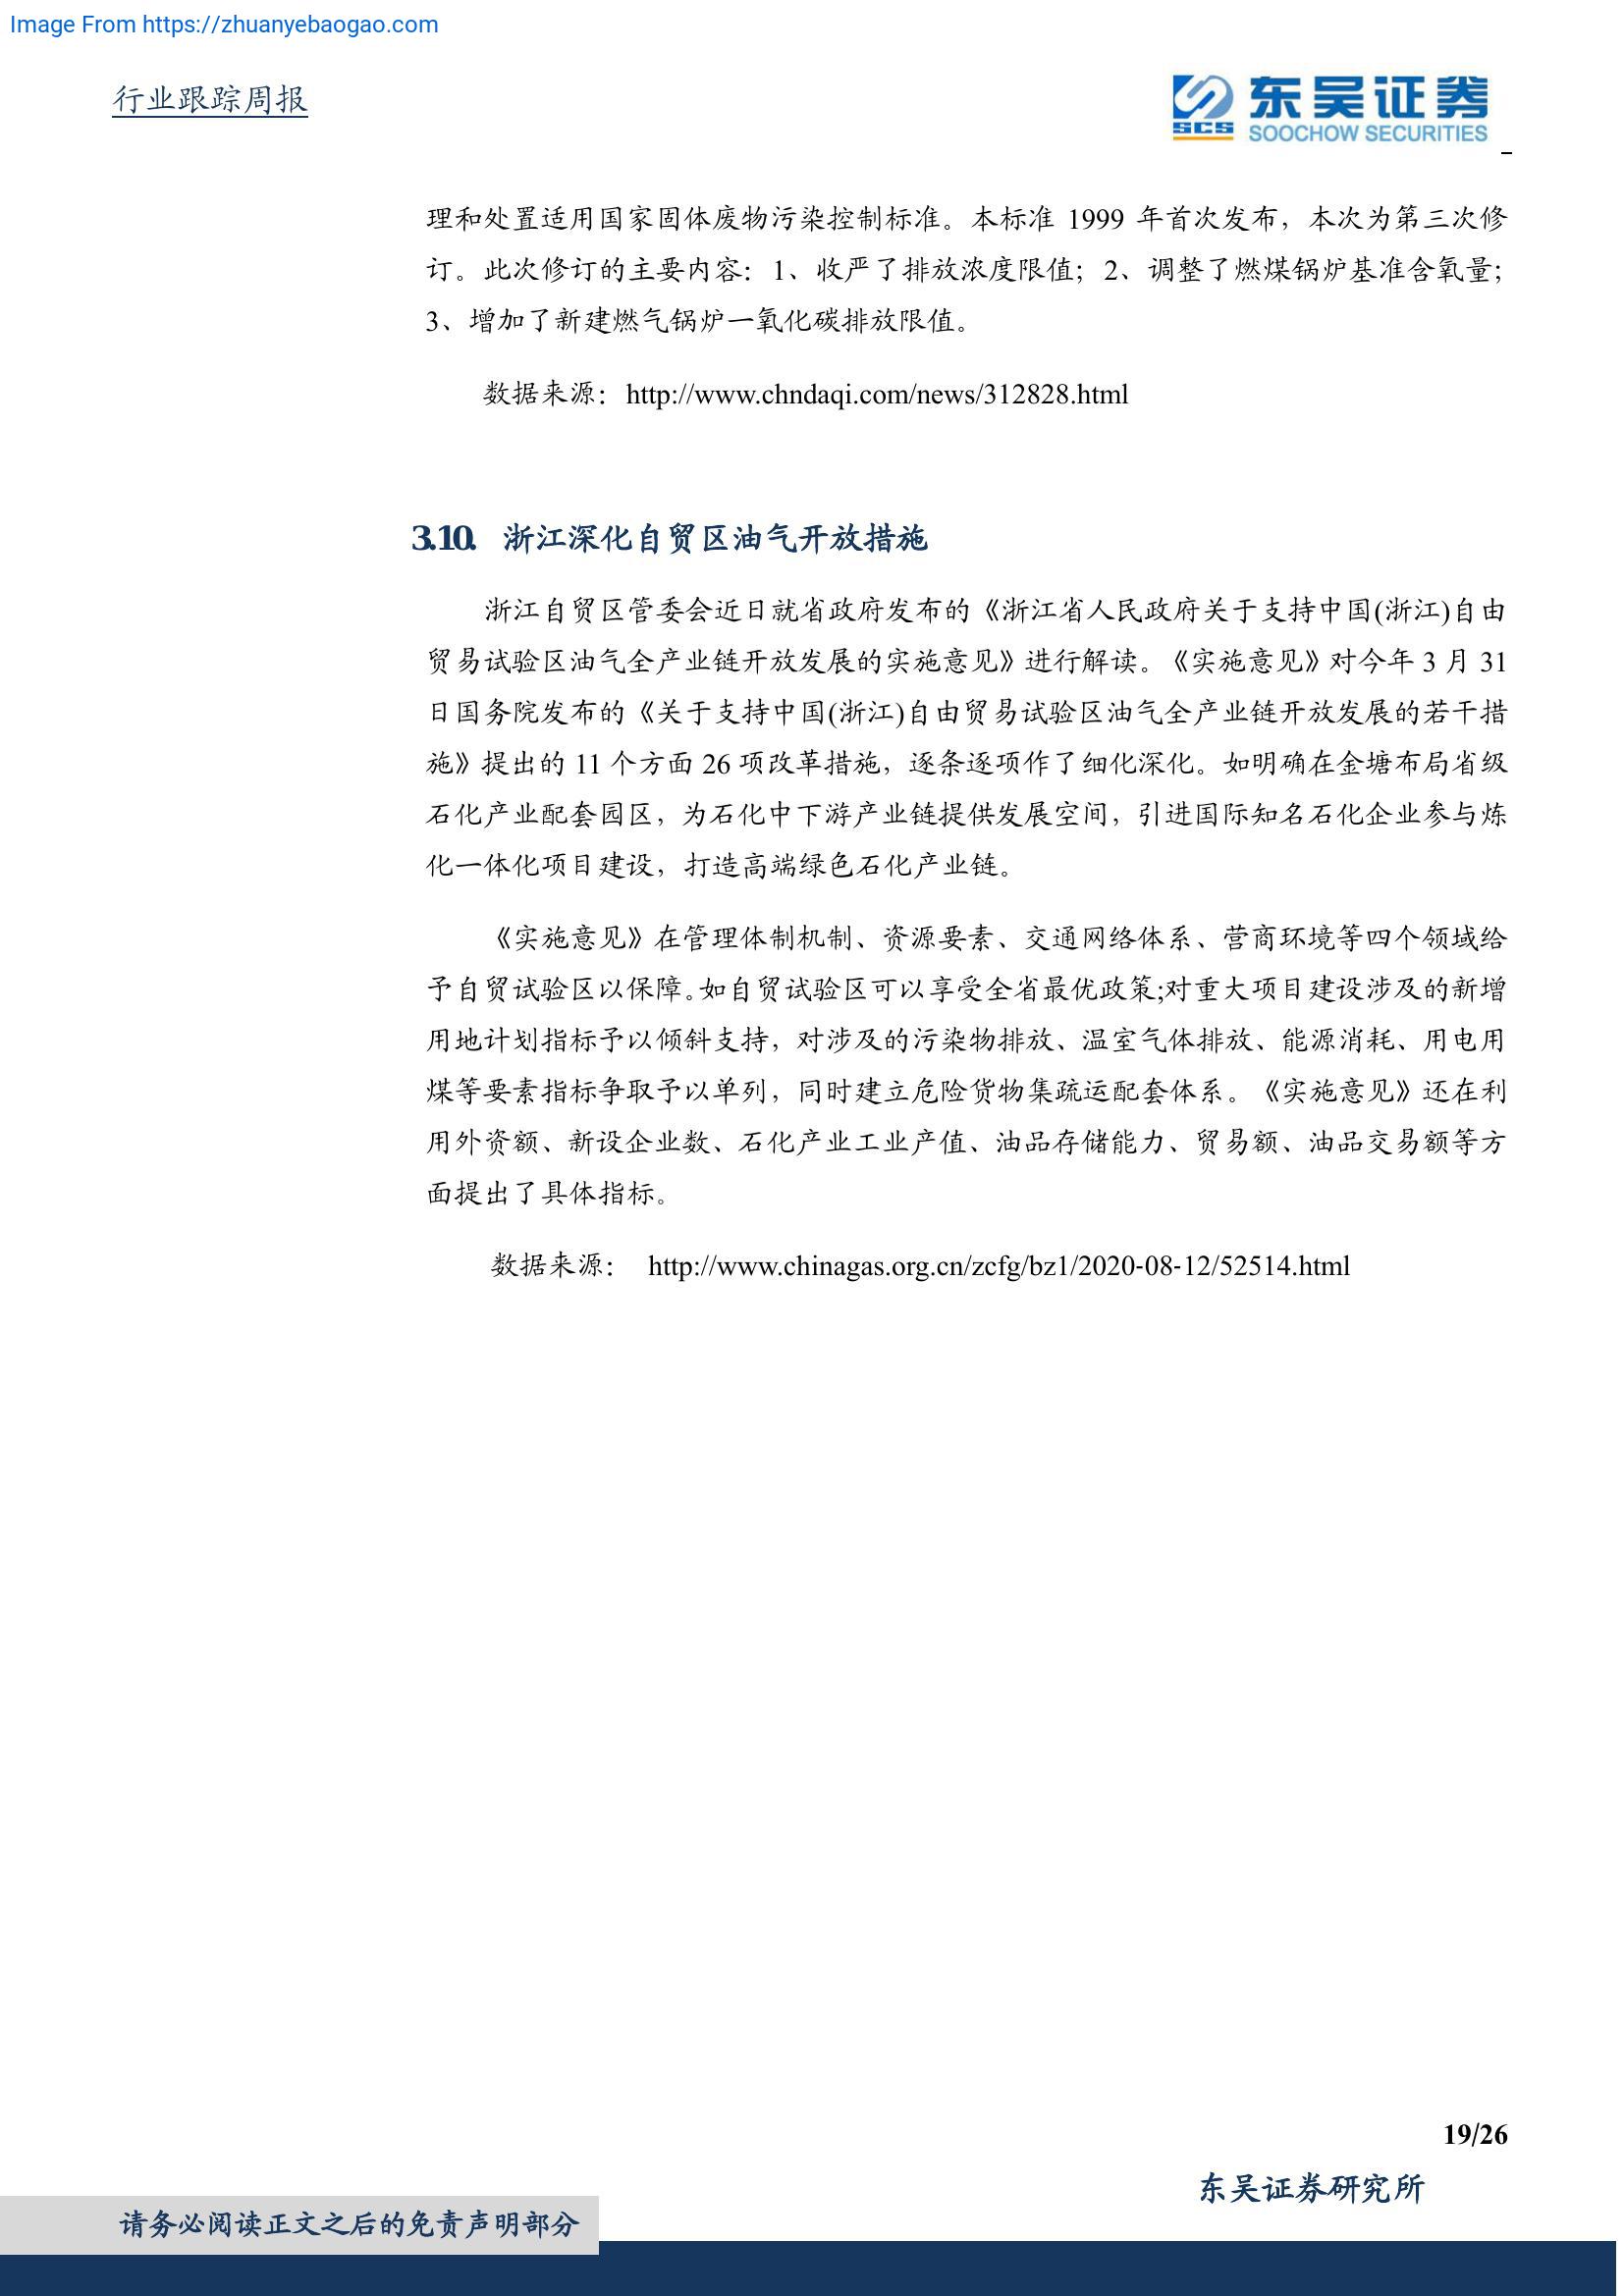 Image From https://zhuanyebaogao.com
行业跟踪周报
SCS
东吴证券
SOOCHOW SECURITIES
理和处置适用国家固体废物污染控制标准。本标准 1999 年首次发布，本次为第三次修
订。此次修订的主要内容：1、收严了排放浓度限值；2、调整了燃煤锅炉基准含氧量；
3、增加了新建燃气锅炉一氧化碳排放限值。
数据来源：http://www.chndaqi.com/news/312828.html
3.10. 浙江深化自贸区油气开放措施
浙江自贸区管委会近日就省政府发布的《浙江省人民政府关于支持中国(浙江)自由
贸易试验区油气全产业链开放发展的实施意见》进行解读。《实施意见》对今年 3 月 31
日国务院发布的《关于支持中国(浙江)自由贸易试验区油气全产业链开放发展的若干措
施》提出的 11 个方面 26 项改革措施，逐条逐项作了细化深化。如明确在金塘布局省级
石化产业配套园区，为石化中下游产业链提供发展空间，引进国际知名石化企业参与炼
化一体化项目建设，打造高端绿色石化产业链。
《实施意见》在管理体制机制、资源要素、交通网络体系、营商环境等四个领域给
予自贸试验区以保障。如自贸试验区可以享受全省最优政策;对重大项目建设涉及的新增
用地计划指标予以倾斜支持，对涉及的污染物排放、温室气体排放、能源消耗、用电用
煤等要素指标争取予以单列，同时建立危险货物集疏运配套体系。《实施意见》还在利
用外资额、新设企业数、石化产业工业产值、油品存储能力、贸易额、油品交易额等方
面提出了具体指标。
数据来源： http://www.chinagas.org.cn/zcfg/bz1/2020-08-12/52514.html
19/26
东吴证券研究所
请务必阅读正文之后的免责声明部分